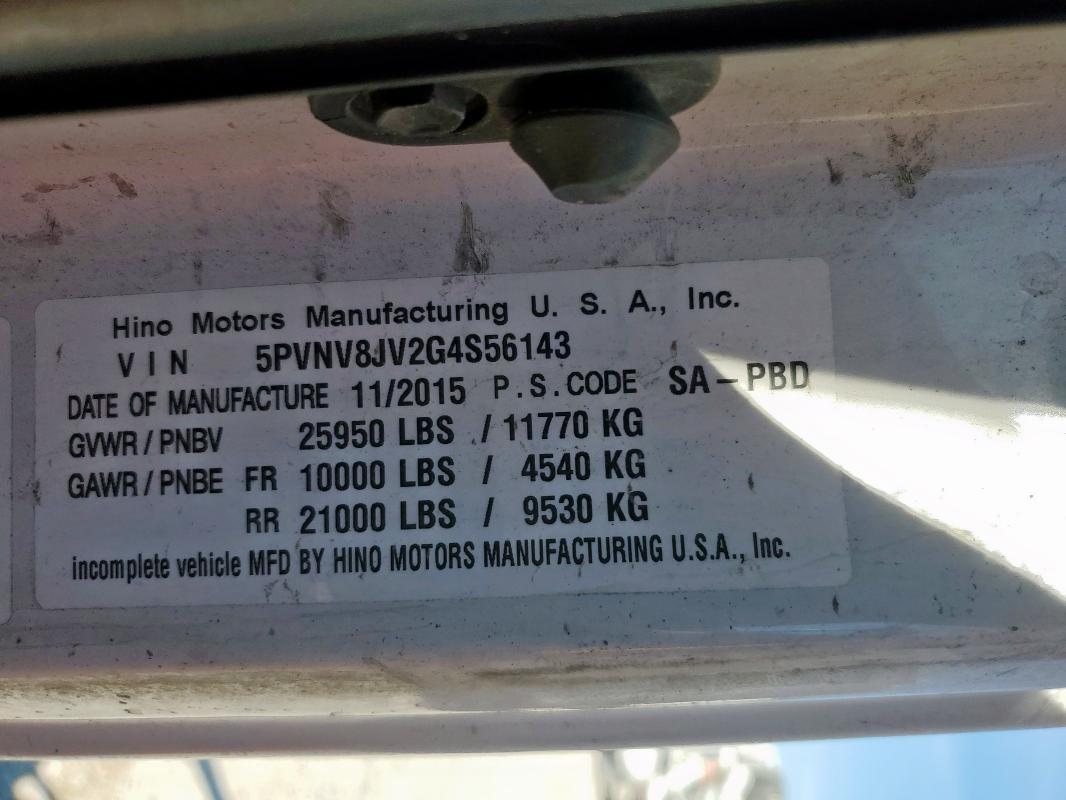 Hino Motors Manufacturing U. S. A., Inc.
VIN 5PVNV8JV2G4S56143
DATE OF MANUFACTURE 11/2015 P.S.CODE SA-PBD
GVWR/PNBV 25950 LBS / 11770 KG
GAWR/PNBE FR 10000 LBS / 4540 KG
RR 21000 LBS / 9530 KG
incomplete vehicle MFD BY HINO MOTORS MANUFACTURING U.S.A., Inc.